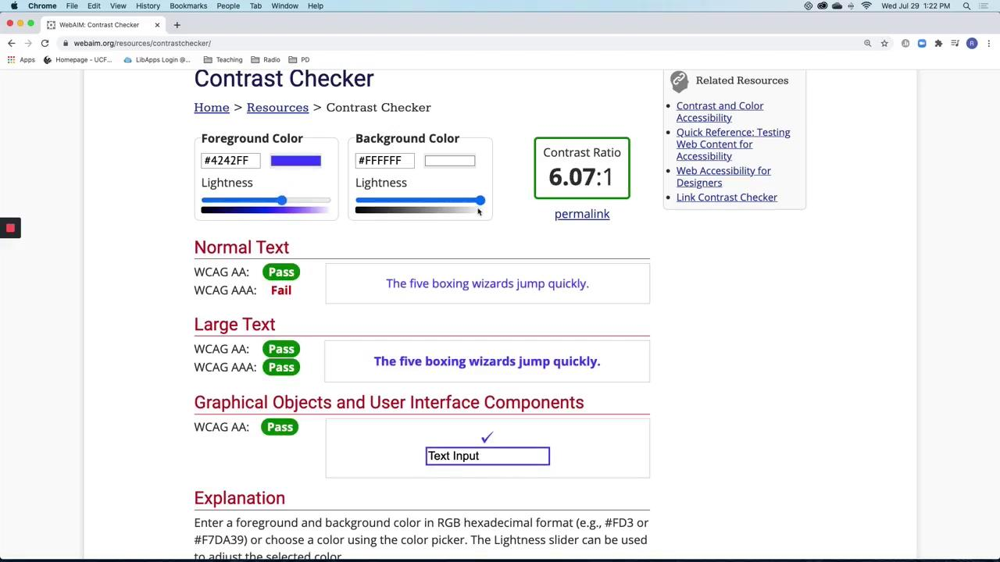 Chrome File Edit View History Bookmarks People Tab Window Help Wed Jul 29 1:22 PM
WebAIM: Contrast Checker
webaim.org/resources/contrastchecker/
R
Apps Homepage - UCF... LibApps Login @... Teaching Radio PD
Contrast Checker
Home > Resources > Contrast Checker
Foreground Color
#4242FF
Lightness
Background Color
#FFFFFF
Lightness
Contrast Ratio
6.07:1
permalink
Related Resources
Contrast and Color
Accessibility
Quick Reference: Testing
Web Content for
Accessibility
Web Accessibility for
Designers
Link Contrast Checker
Normal Text
WCAG AA: Pass
WCAG AAA: Fail
The five boxing wizards jump quickly.
Large Text
WCAG AA: Pass
WCAG AAA: Pass
The five boxing wizards jump quickly.
Graphical Objects and User Interface Components
WCAG AA: Pass
✓
Text Input
Explanation
Enter a foreground and background color in RGB hexadecimal format (e.g., #FD3 or
#F7DA39) or choose a color using the color picker. The Lightness slider can be used
to adjust the selected color.